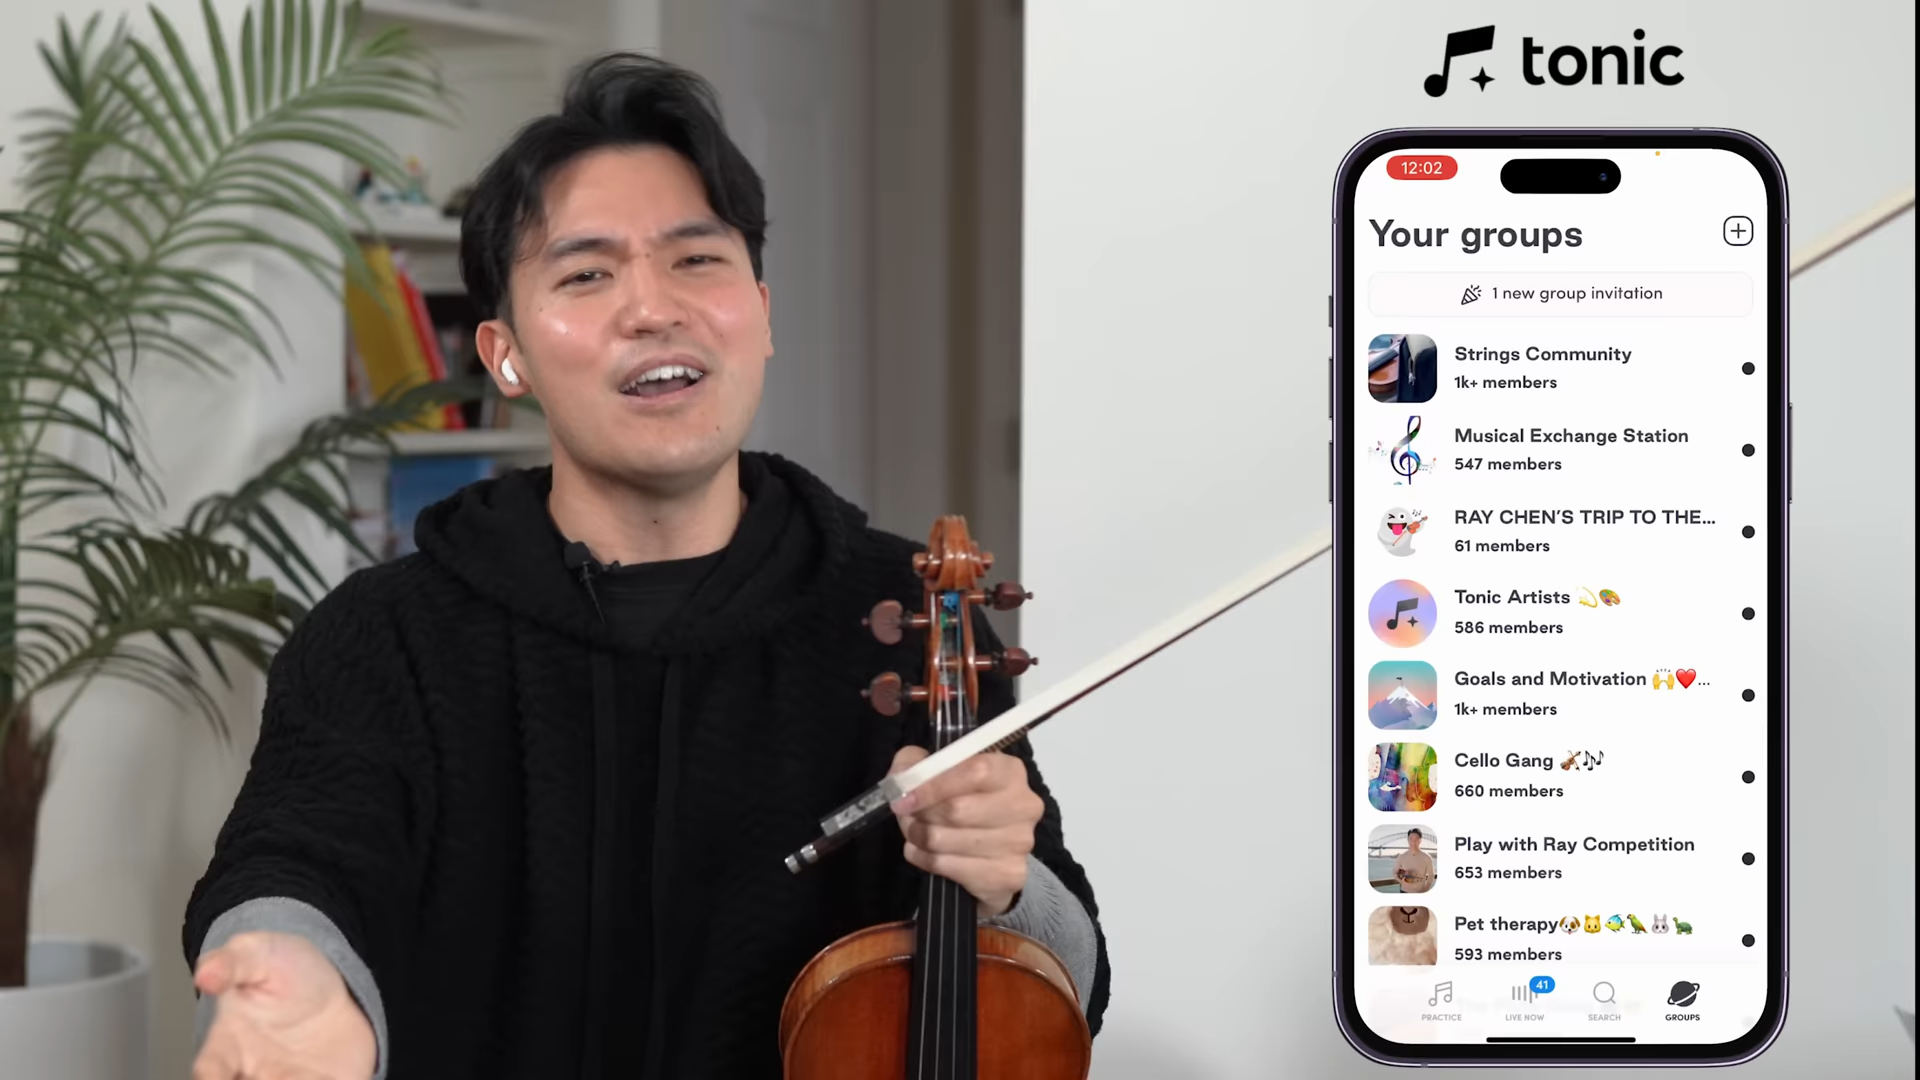 tonic
12:02
Your groups
1 new group invitation
Strings Community
1k+ members
Musical Exchange Station
547 members
RAY CHEN'S TRIP TO THE...
61 members
Tonic Artists 💫🎨
586 members
Goals and Motivation 🙌❤️...
1k+ members
Cello Gang 🎻🎶
660 members
Play with Ray Competition
653 members
Pet therapy🐶🐱🐠🦜🐰🐢
593 members
41
PRACTICE
LIVE NOW
SEARCH
GROUPS